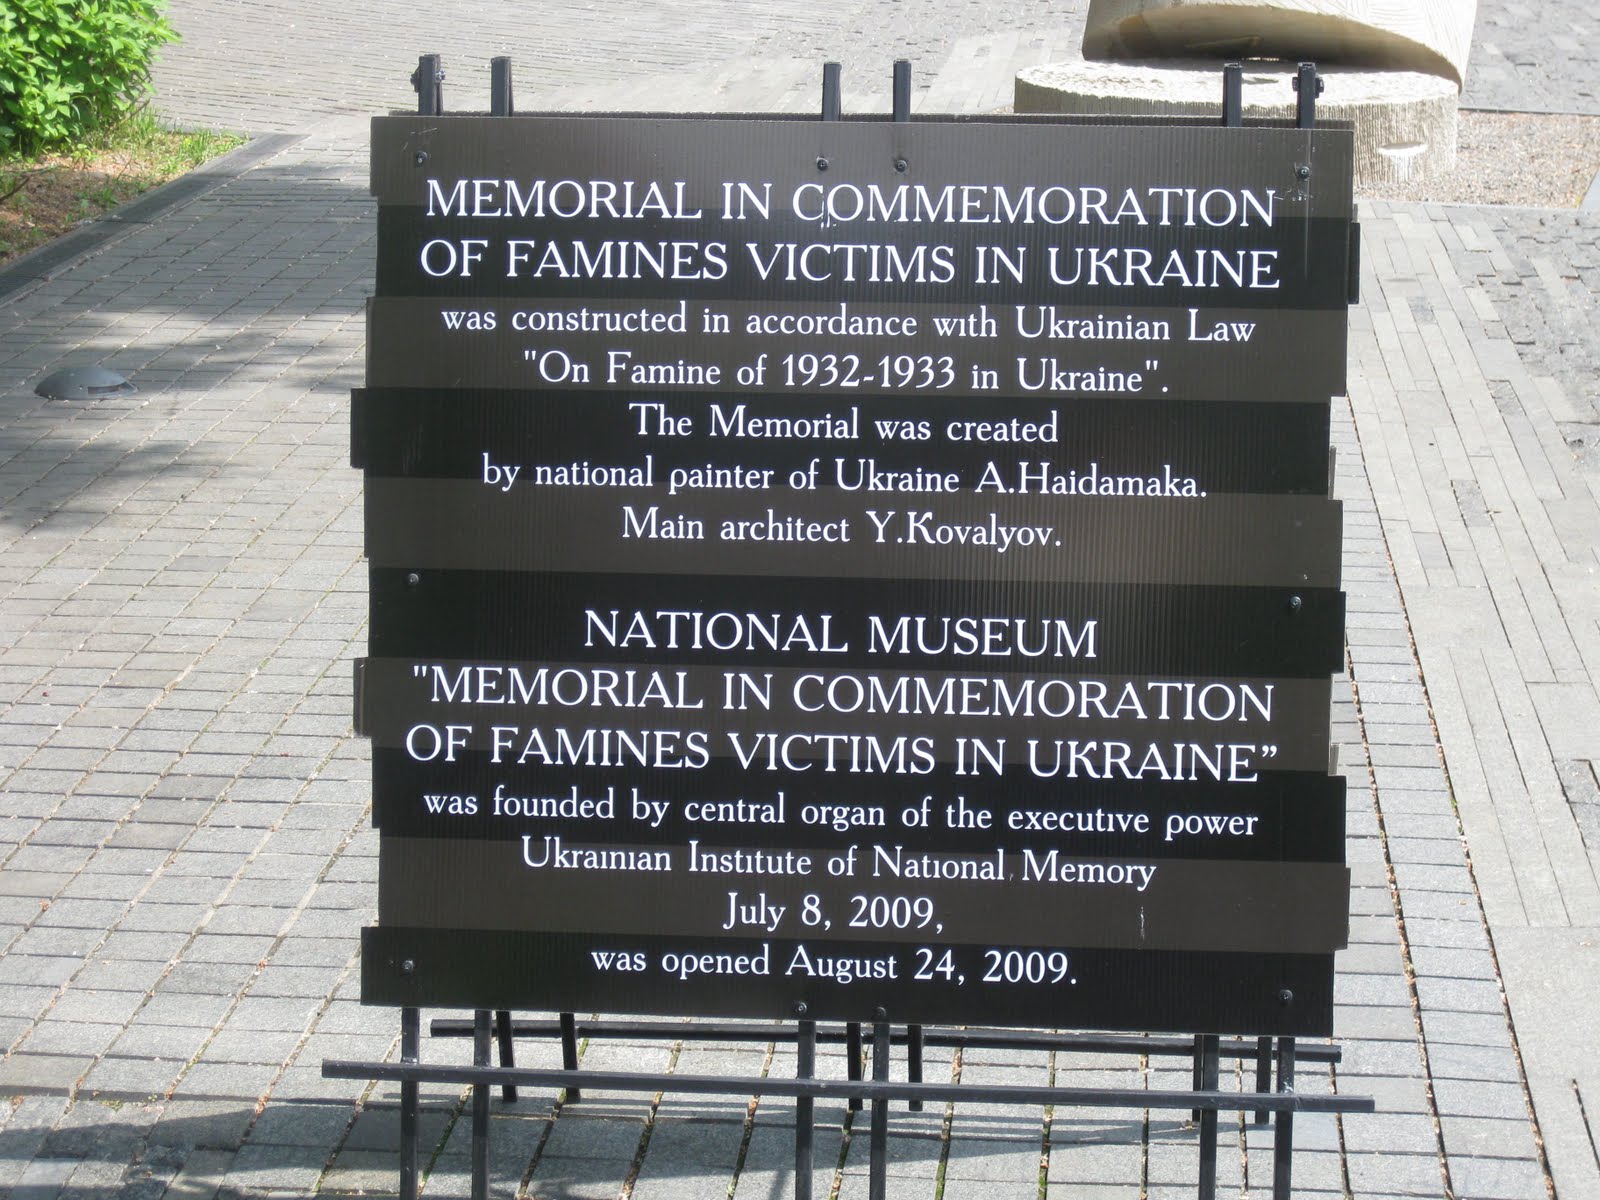 MEMORIAL IN COMMEMORATION
OF FAMINES VICTIMS IN UKRAINE
was constructed in accordance with Ukrainian Law
"On Famine of 1932-1933 in Ukraine".
The Memorial was created
by national painter of Ukraine A.Haidamaka.
Main architect Y.Kovalyov.
NATIONAL MUSEUM
"MEMORIAL IN COMMEMORATION
OF FAMINES VICTIMS IN UKRAINE”
was founded by central organ of the executive power
Ukrainian Institute of National Memory
July 8, 2009,
was opened August 24, 2009.